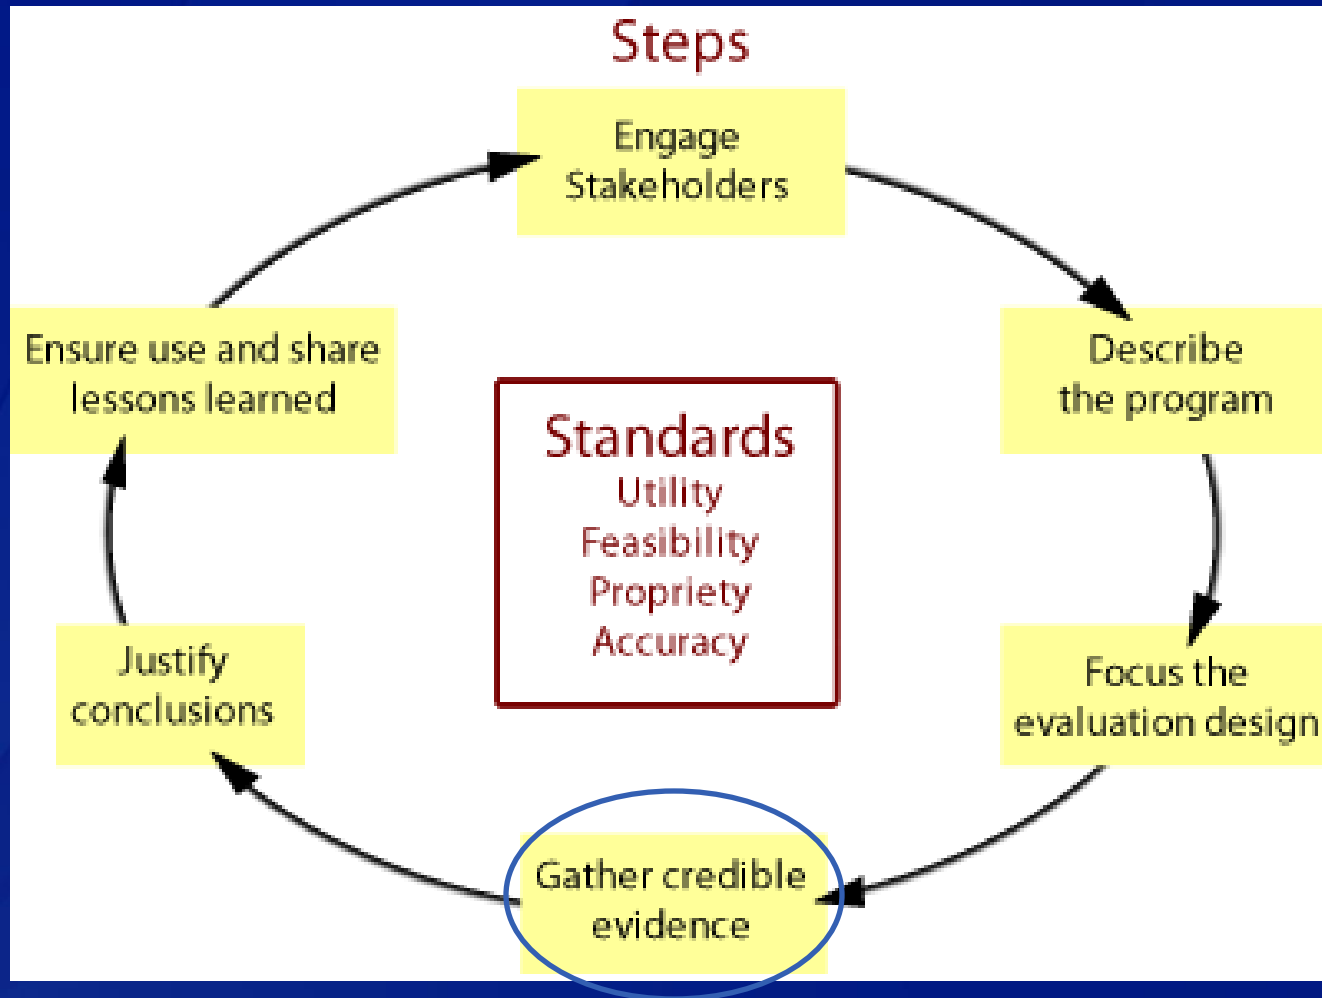 Steps
Engage
Stakeholders
Describe
the program
Focus the
evaluation design
Gather credible
evidence
Justify
conclusions
Ensure use and share
lessons learned
Standards
Utility
Feasibility
Propriety
Accuracy